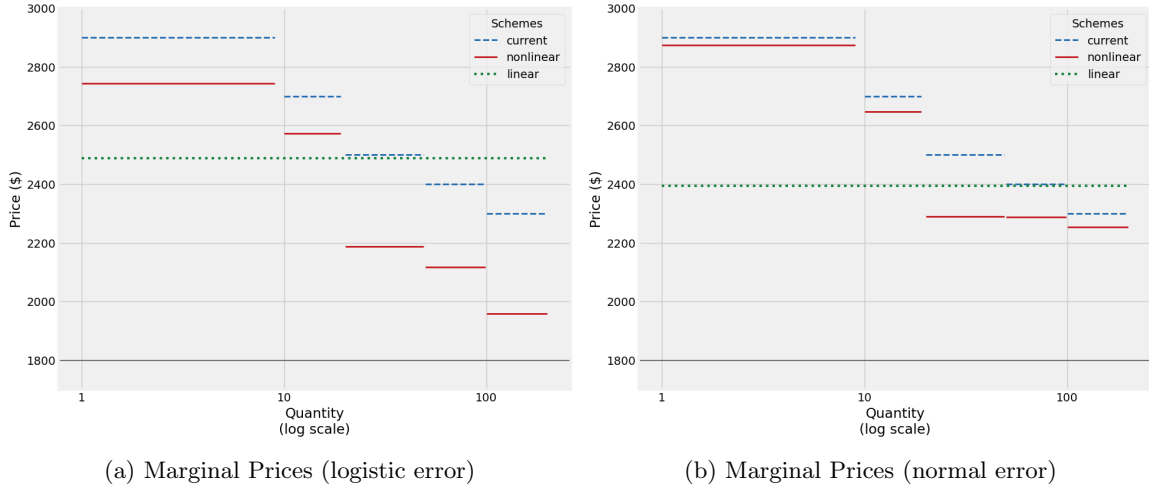 3000
2800
2600
2400
2200
2000
1800
Price ($)
1
10
100
Quantity
(log scale)
Schemes
current
nonlinear
linear
(a) Marginal Prices (logistic error)
3000
2800
2600
2400
2200
2000
1800
Price ($)
1
10
100
Quantity
(log scale)
Schemes
current
nonlinear
linear
(b) Marginal Prices (normal error)